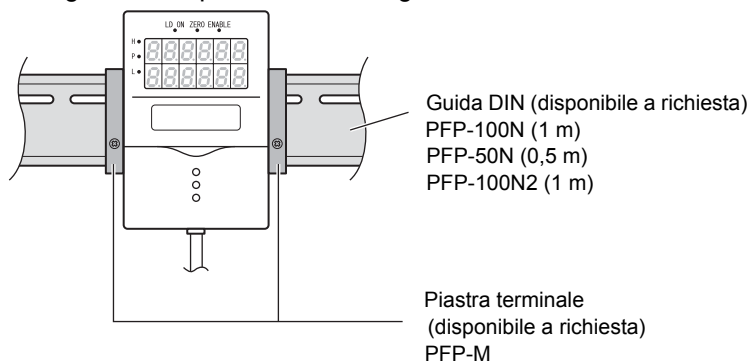 LD ON ZERO ENABLE
H
P
L
Guida DIN (disponibile a richiesta)
PFP-100N (1 m)
PFP-50N (0,5 m)
PFP-100N2 (1 m)
Piastra terminale
(disponibile a richiesta)
PFP-M